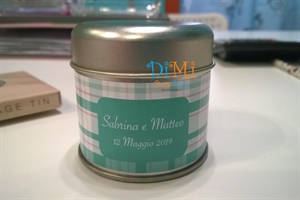 DiMi
Sabrina e Matteo
12 Maggio 2019
AGE TIN